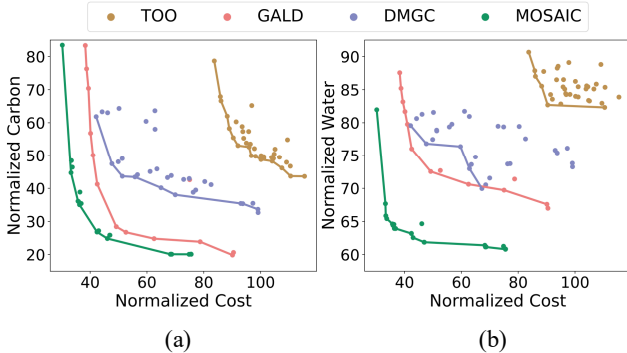 TOO GALD DMGC MOSAIC
Normalized Carbon
80
70
60
50
40
30
20
40 60 80 100
Normalized Cost
(a)
Normalized Water
90
85
80
75
70
65
60
40 60 80 100
Normalized Cost
(b)